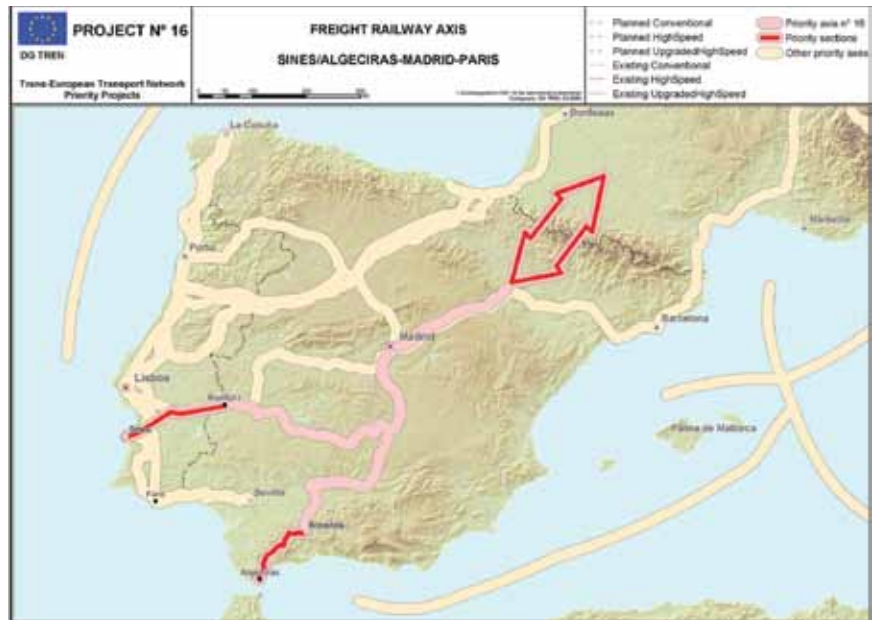 PROJECT Nº 16
DG TREN
Trans-European Transport Network
Priority Projects
FREIGHT RAILWAY AXIS
SINES/ALGECIRAS-MADRID-PARIS
Planned Conventional
Planned HighSpeed
Planned UpgradedHighSpeed
Existing Conventional
Existing HighSpeed
Existing UpgradedHighSpeed
Priority axis nº 16
Priority sections
Other priority axes
La Coruña
Bordeaux
Marseille
Porto
Madrid
Barcelona
Lisboa
Palma de Mallorca
Sines
Faro
Sevilla
Algeciras